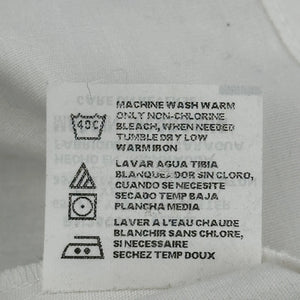 40C
MACHINE WASH WARM
ONLY NON-CHLORINE
BLEACH, WHEN NEEDED
TUMBLE DRY LOW
WARM IRON
LAVAR AGUA TIBIA
BLANQUEDOR SIN CLORO,
CUANDO SE NECESITE
SECADO TEMP BAJA
PLANCHA MEDIA
LAVER A L'EAU CHAUDE
BLANCHIR SANS CHLORE,
SI NECESSAIRE
SECHEZ TEMP DOUX